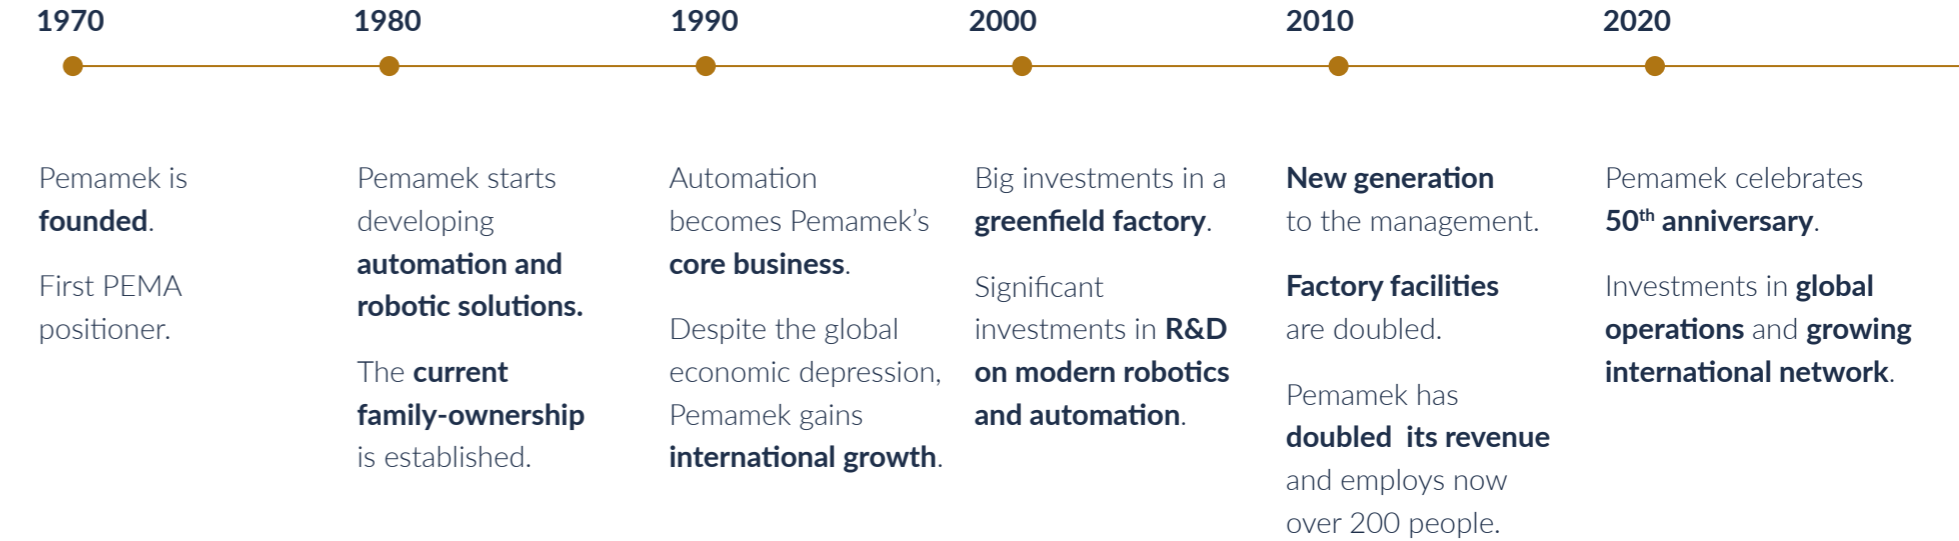 1970
1980
1990
2000
2010
2020
Pemamek is
founded.
First PEMA
positioner.
Pemamek starts
developing
automation and
robotic solutions.
The current
family-ownership
is established.
Automation
becomes Pemamek’s
core business.
Despite the global
economic depression,
Pemamek gains
international growth.
Big investments in a
greenfield factory.
Significant
investments in R&D
on modern robotics
and automation.
New generation
to the management.
Factory facilities
are doubled.
Pemamek has
doubled its revenue
and employs now
over 200 people.
Pemamek celebrates
50th anniversary.
Investments in global
operations and growing
international network.